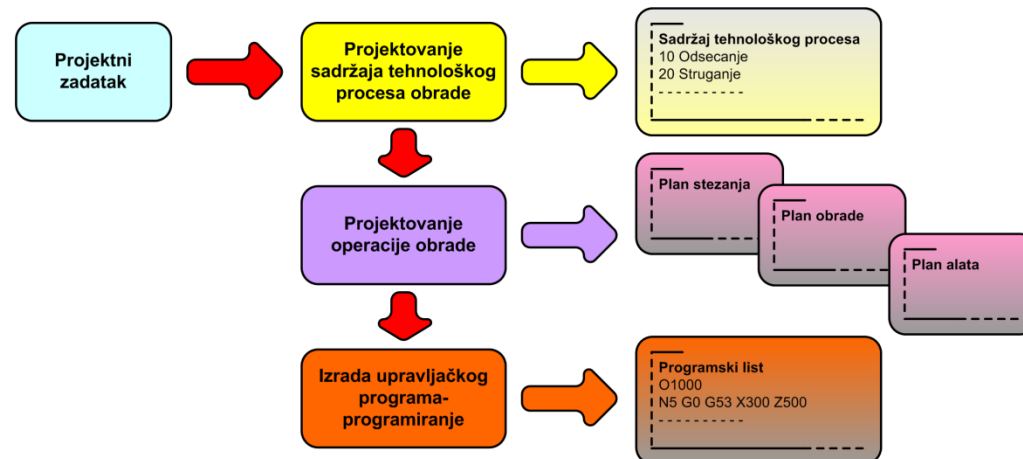 Projektni
zadatak
Projektovanje
sadržaja tehnološkog
procesa obrade
Sadržaj tehnološkog procesa
10 Odsecanje
20 Struganje
Projektovanje
operacije obrade
Plan stezanja
Plan obrade
Plan alata
Izrada upravljačkog
programa-
programiranje
Programski list
O1000
N5 G0 G53 X300 Z500